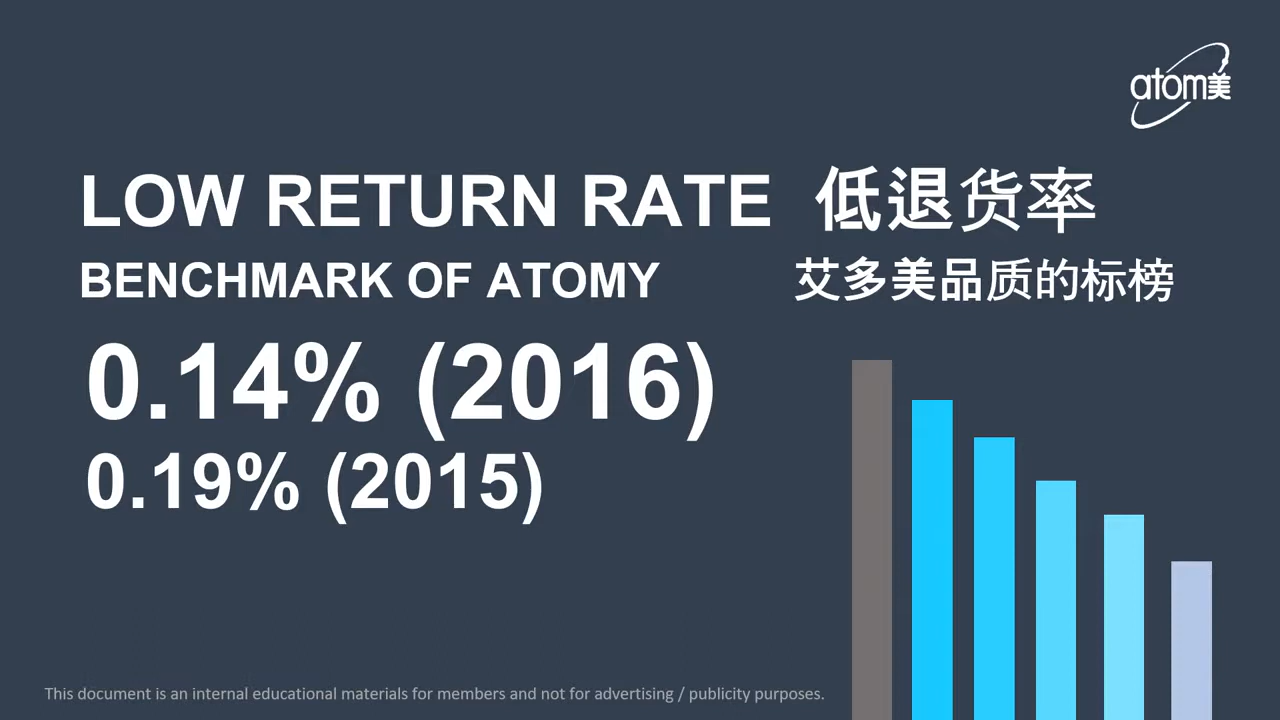 atom美
LOW RETURN RATE 低退货率
BENCHMARK OF ATOMY 艾多美品质的标榜
0.14% (2016)
0.19% (2015)
This document is an internal educational materials for members and not for advertising / publicity purposes.